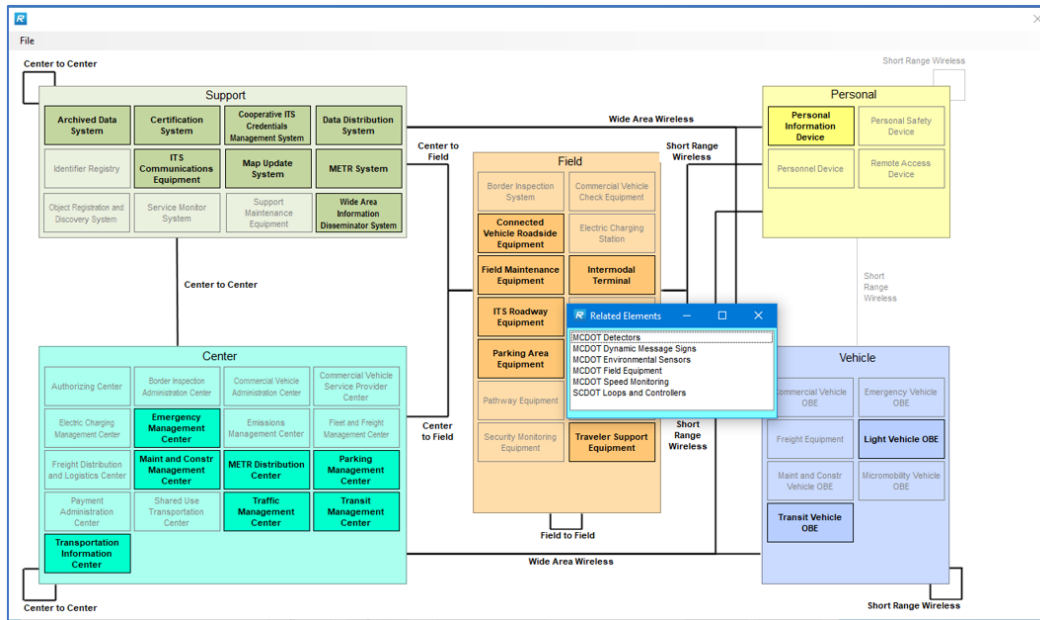 File
Center to Center
Support
Archived Data
System
Certification
System
Cooperative ITS
Credentials
Management System
Data Distribution
System
Identifier Registry
ITS
Communications
Equipment
Map Update
System
METR System
Object Registration and
Discovery System
Service Monitor
System
Support
Maintenance
Equipment
Wide Area
Information
Disseminator System
Wide Area Wireless
Center to
Field
Short Range
Wireless
Short Range Wireless
Personal
Personal
Information
Device
Personal Safety
Device
Personnel Device
Remote Access
Device
Field
Border Inspection
System
Commercial Vehicle
Check Equipment
Connected
Vehicle Roadside
Equipment
Electric Charging
Station
Field Maintenance
Equipment
Intermodal
Terminal
ITS Roadway
Equipment
Parking Area
Equipment
Pathway Equipment
Security Monitoring
Equipment
Traveler Support
Equipment
Related Elements
MCDOT Detectors
MCDOT Dynamic Message Signs
MCDOT Environmental Sensors
MCDOT Field Equipment
MCDOT Speed Monitoring
SCDOT Loops and Controllers
Center to Center
Short
Range
Wireless
Center
Authorizing Center
Border Inspection
Administration Center
Commercial Vehicle
Administration Center
Commercial Vehicle
Service Provider
Center
Electric Charging
Management Center
Emergency
Management
Center
Emissions
Management Center
Fleet and Freight
Management Center
Freight Distribution
and Logistics Center
Maint and Constr
Management
Center
METR Distribution
Center
Parking
Management
Center
Payment
Administration
Center
Shared Use
Transportation
Center
Traffic
Management
Center
Transit
Management
Center
Transportation
Information
Center
Center
to Field
Short
Range
Wireless
Vehicle
Commercial Vehicle
OBE
Emergency Vehicle
OBE
Freight Equipment
Light Vehicle OBE
Maint and Constr
Vehicle OBE
Micromobility Vehicle
OBE
Transit Vehicle
OBE
Field to Field
Wide Area Wireless
Center to Center
Short Range Wireless